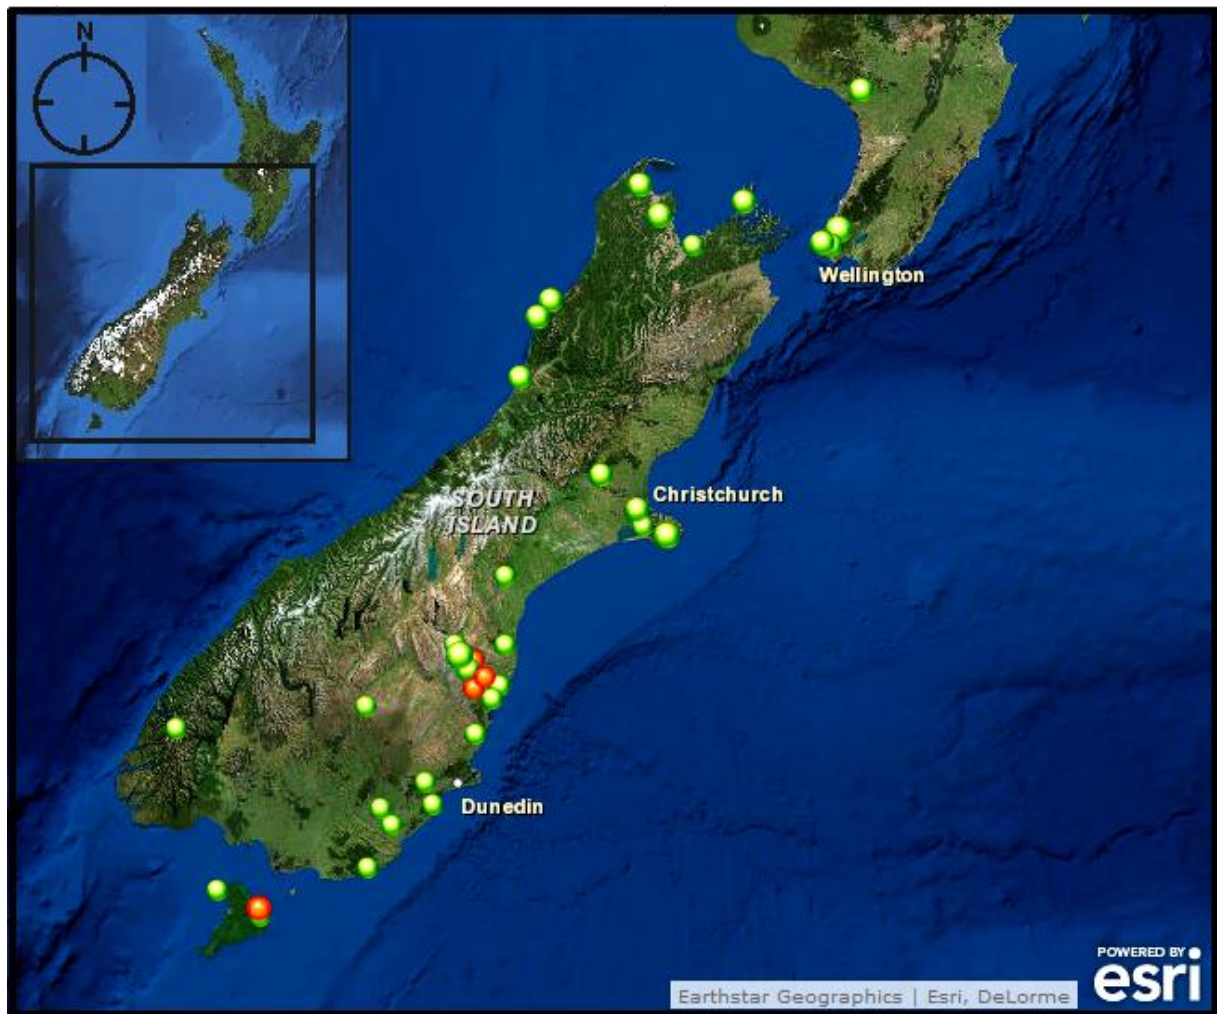 N
Wellington
Christchurch
SOUTH
ISLAND
Dunedin
POWERED BY
esri
Earthstar Geographics | Esri, DeLorme